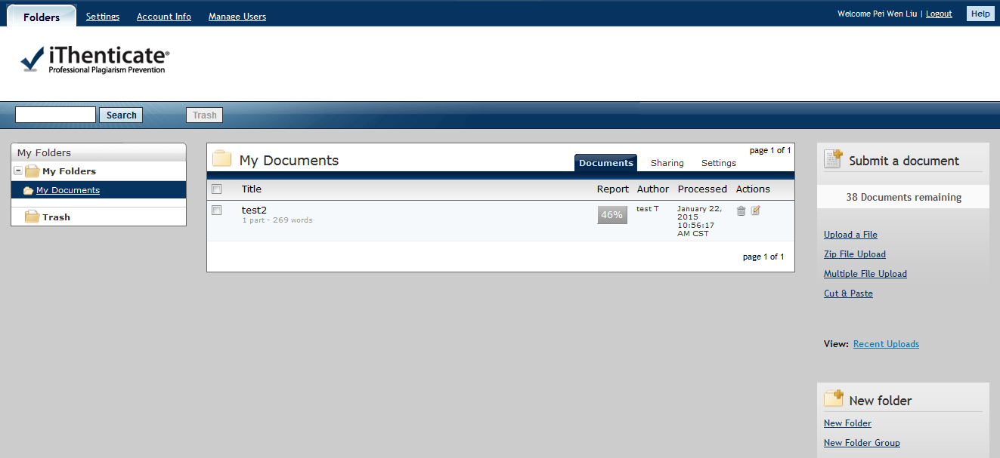 Folders Settings Account Info Manage Users Welcome Pei Wen Liu | Logout Help
iThenticate®
Professional Plagiarism Prevention
Search Trash
My Folders
My Folders
My Documents
Trash
page 1 of 1
My Documents Documents Sharing Settings
Title Report Author Processed Actions
test2 46% test T January 22,
1 part - 269 words 2015
10:56:17
AM CST
page 1 of 1
Submit a document
38 Documents remaining
Upload a File
Zip File Upload
Multiple File Upload
Cut & Paste
View: Recent Uploads
New folder
New Folder
New Folder Group